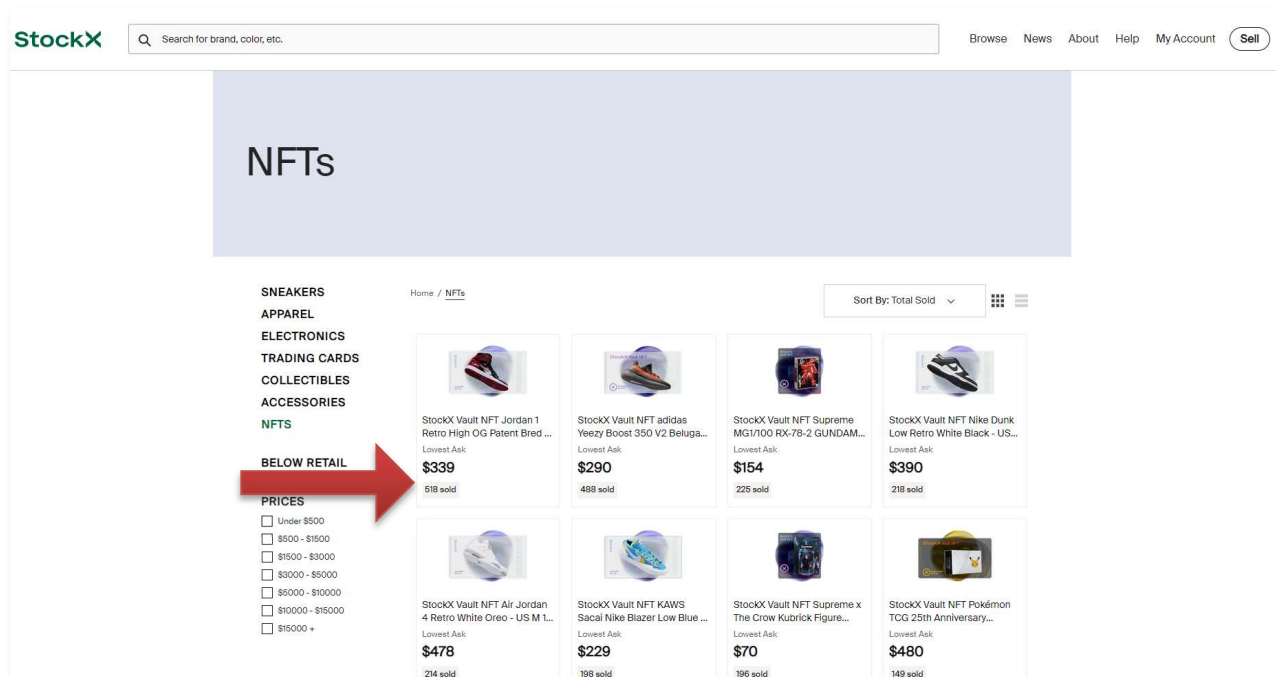 StockX
Search for brand, color, etc.
Browse News About Help My Account Sell
NFTs
SNEAKERS
APPAREL
ELECTRONICS
TRADING CARDS
COLLECTIBLES
ACCESSORIES
NFTS
BELOW RETAIL
PRICES
Under $500
$500 - $1500
$1500 - $3000
$3000 - $5000
$5000 - $10000
$10000 - $15000
$15000 +
Home / NFTs
Sort By: Total Sold
StockX Vault NFT Jordan 1
Retro High OG Patent Bred ...
Lowest Ask
$339
518 sold
StockX Vault NFT adidas
Yeezy Boost 350 V2 Beluga...
Lowest Ask
$290
488 sold
StockX Vault NFT Supreme
MG1/100 RX-78-2 GUNDAM...
Lowest Ask
$154
225 sold
StockX Vault NFT Nike Dunk
Low Retro White Black - US...
Lowest Ask
$390
218 sold
StockX Vault NFT Air Jordan
4 Retro White Oreo - US M 1...
Lowest Ask
$478
214 sold
StockX Vault NFT KAWS
Sacai Nike Blazer Low Blue ...
Lowest Ask
$229
198 sold
StockX Vault NFT Supreme x
The Crow Kubrick Figure...
Lowest Ask
$70
196 sold
StockX Vault NFT Pokémon
TCG 25th Anniversary...
Lowest Ask
$480
149 sold